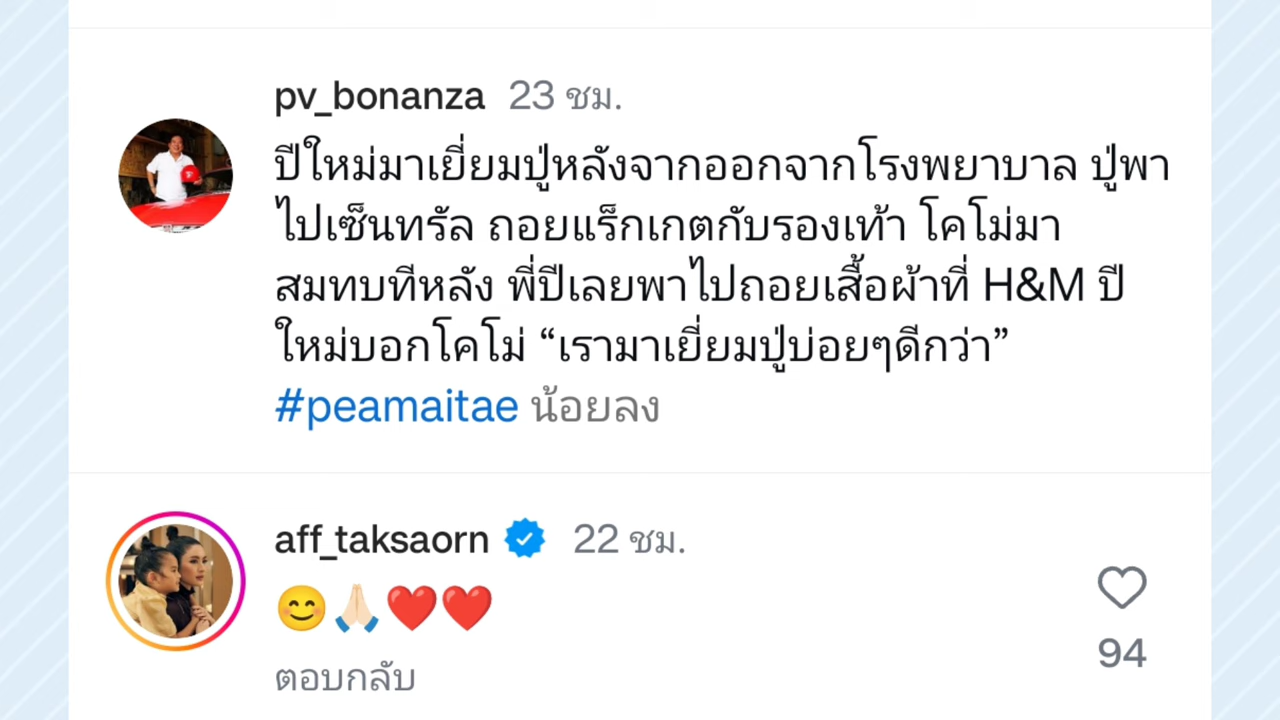 pv_bonanza 23 ชม.
ปีใหม่มาเยี่ยมปู่หลังจากออกจากโรงพยาบาล ปู่พา
ไปเซ็นทรัล ถอยแร็กเกตกับรองเท้า โคโม่มา
สมทบทีหลัง พี่ปีเลยพาไปถอยเสื้อผ้าที่ H&M ปี
ใหม่บอกโคโม่ “เรามาเยี่ยมปู่บ่อยๆดีกว่า”
#peamaitae น้อยลง
aff_taksaorn 22 ชม.
😊🙏🏻❤️❤️
94
ตอบกลับ